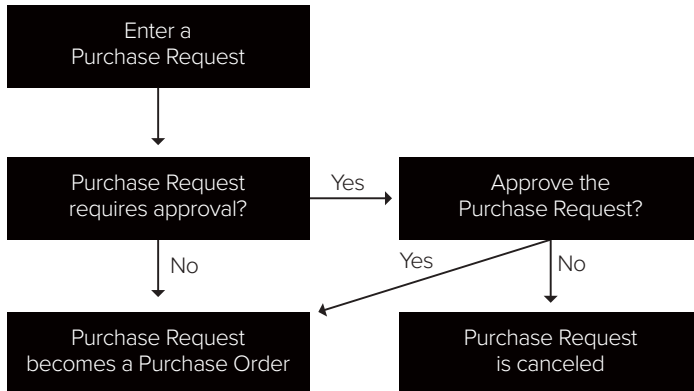 Enter a
Purchase Request
Purchase Request
requires approval?
Yes
Approve the
Purchase Request?
No
Yes
No
Purchase Request
becomes a Purchase Order
Purchase Request
is canceled